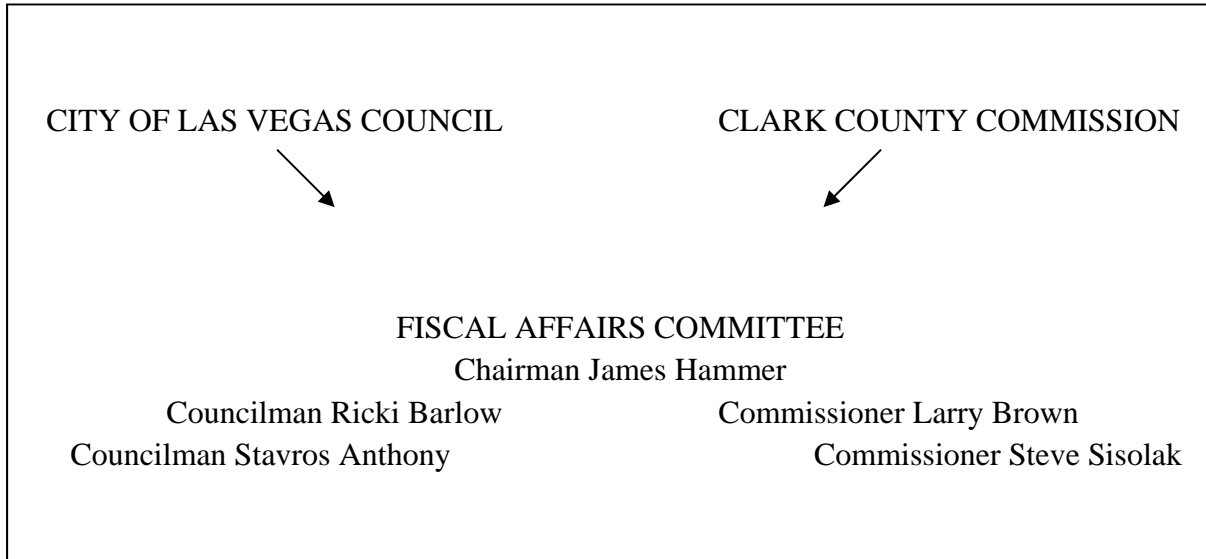 CITY OF LAS VEGAS COUNCIL CLARK COUNTY COMMISSION
FISCAL AFFAIRS COMMITTEE
Chairman James Hammer
Councilman Ricki Barlow Commissioner Larry Brown
Councilman Stavros Anthony Commissioner Steve Sisolak